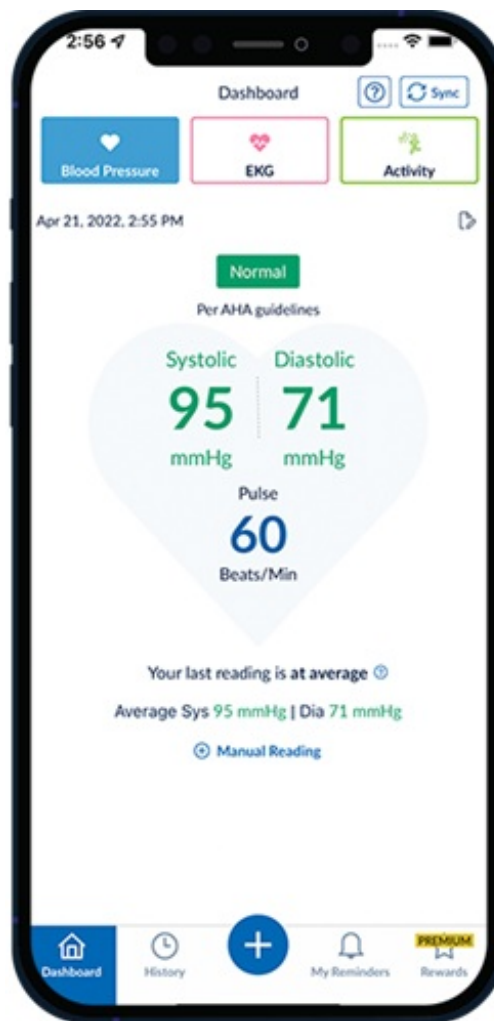 2:56
Dashboard
Sync
Blood Pressure
EKG
Activity
Apr 21, 2022, 2:55 PM
Normal
Per AHA guidelines
Systolic Diastolic
95 71
mmHg mmHg
Pulse
60
Beats/Min
Your last reading is at average
Average Sys 95 mmHg | Dia 71 mmHg
Manual Reading
PREMIUM
Dashboard History My Reminders Rewards